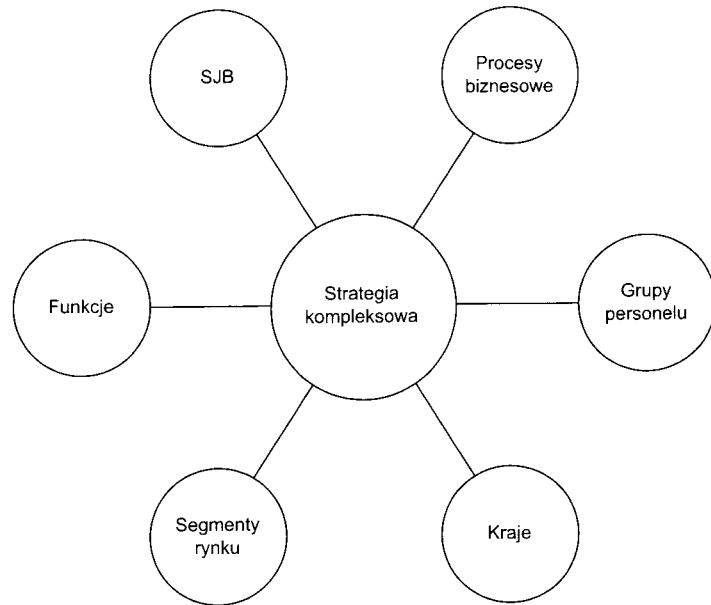 SJB
Procesy
biznesowe
Funkcje
Strategia
kompleksowa
Grupy
personelu
Segmenty
rynku
Kraje